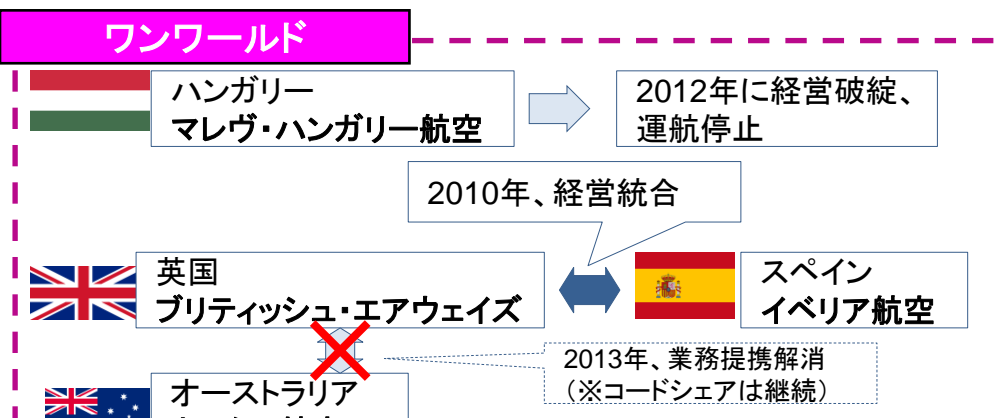 ワンワールド
ハンガリー
マレヴ・ハンガリー航空
2012年に経営破綻、
運航停止
2010年、経営統合
英国
ブリティッシュ・エアウェイズ
スペイン
イベリア航空
2013年、業務提携解消
(※コードシェアは継続)
オーストラリア